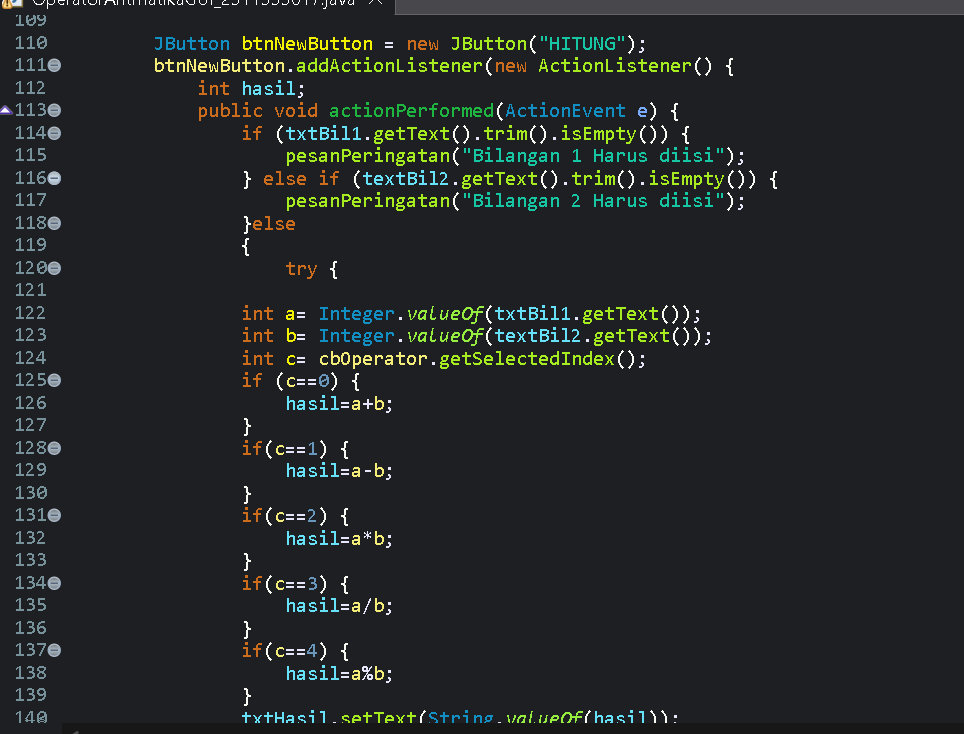 OperatorAritmatikaGUI_2511533017.java
109
110 JButton btnNewButton = new JButton("HITUNG");
111 btnNewButton.addActionListener(new ActionListener() {
112 int hasil;
113 public void actionPerformed(ActionEvent e) {
114 if (txtBil1.getText().trim().isEmpty()) {
115 pesanPeringatan("Bilangan 1 Harus diisi");
116 } else if (textBil2.getText().trim().isEmpty()) {
117 pesanPeringatan("Bilangan 2 Harus diisi");
118 }else
119 {
120 try {
121
122 int a= Integer.valueOf(txtBil1.getText());
123 int b= Integer.valueOf(textBil2.getText());
124 int c= cbOperator.getSelectedIndex();
125 if (c==0) {
126 hasil=a+b;
127 }
128 if(c==1) {
129 hasil=a-b;
130 }
131 if(c==2) {
132 hasil=a*b;
133 }
134 if(c==3) {
135 hasil=a/b;
136 }
137 if(c==4) {
138 hasil=a%b;
139 }
140 txtHasil.setText(String.valueOf(hasil));